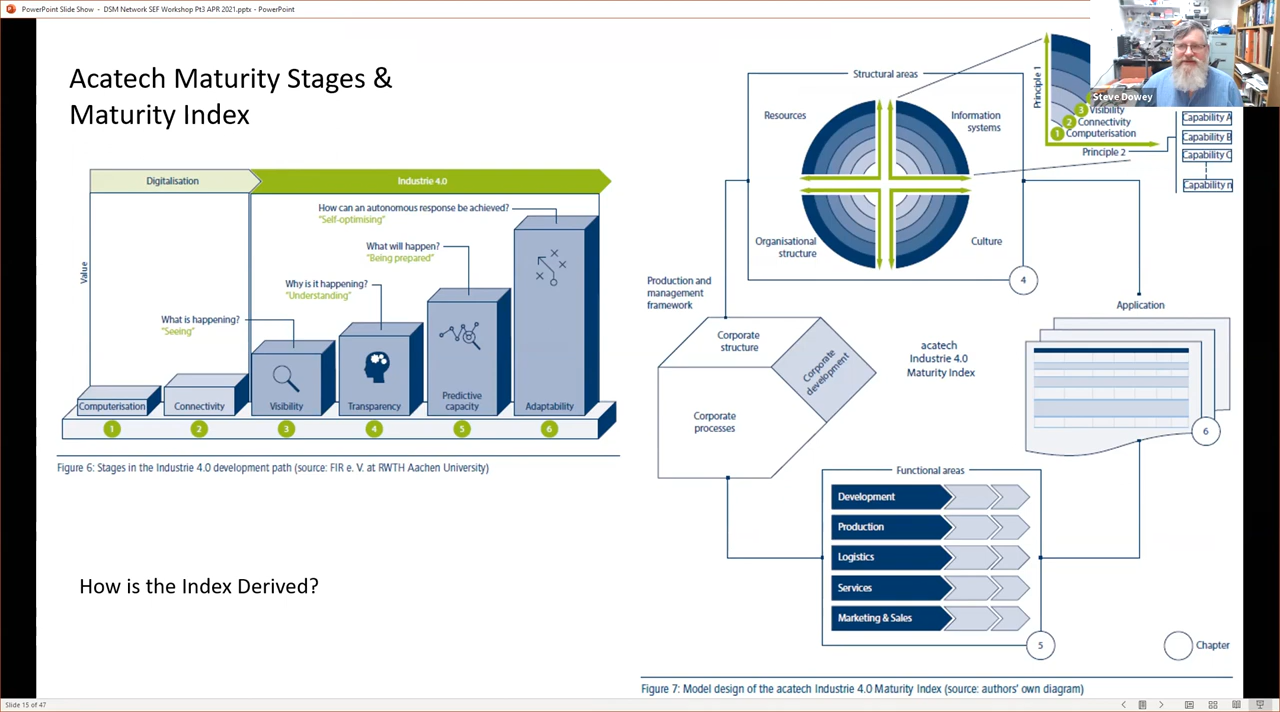 PowerPoint Slide Show - DSM Network SEF Workshop Pt3 APR 2021.pptx - PowerPoint
Acatech Maturity Stages &
Maturity Index
Digitalisation
Industrie 4.0
Value
How can an autonomous response be achieved?
"Self-optimising"
What will happen?
"Being prepared"
Why is it happening?
"Understanding"
What is happening?
"Seeing"
Computerisation
Connectivity
Visibility
Transparency
Predictive
capacity
Adaptability
1
2
3
4
5
6
Figure 6: Stages in the Industrie 4.0 development path (source: FIR e. V. at RWTH Aachen University)
How is the Index Derived?
Structural areas
Resources
Information
systems
Organisational
structure
Culture
4
Principle 1
3 Visibility
2 Connectivity
1 Computerisation
Principle 2
Capability A
Capability B
Capability C
Capability n
Steve Dowey
Production and
management
framework
Corporate
structure
Corporate
development
Corporate
processes
acatech
Industrie 4.0
Maturity Index
Application
6
Functional areas
Development
Production
Logistics
Services
Marketing & Sales
5
Chapter
Figure 7: Model design of the acatech Industrie 4.0 Maturity Index (source: authors' own diagram)
Slide 15 of 47